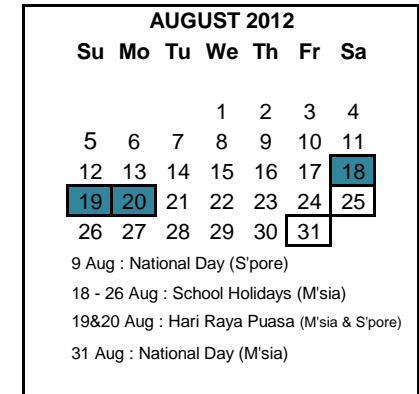 AUGUST 2012
Su Mo Tu We Th Fr Sa
1 2 3 4
5 6 7 8 9 10 11
12 13 14 15 16 17 18
19 20 21 22 23 24 25
26 27 28 29 30 31
9 Aug : National Day (S'pore)
18 - 26 Aug : School Holidays (M'sia)
19&20 Aug : Hari Raya Puasa (M'sia & S'pore)
31 Aug : National Day (M'sia)